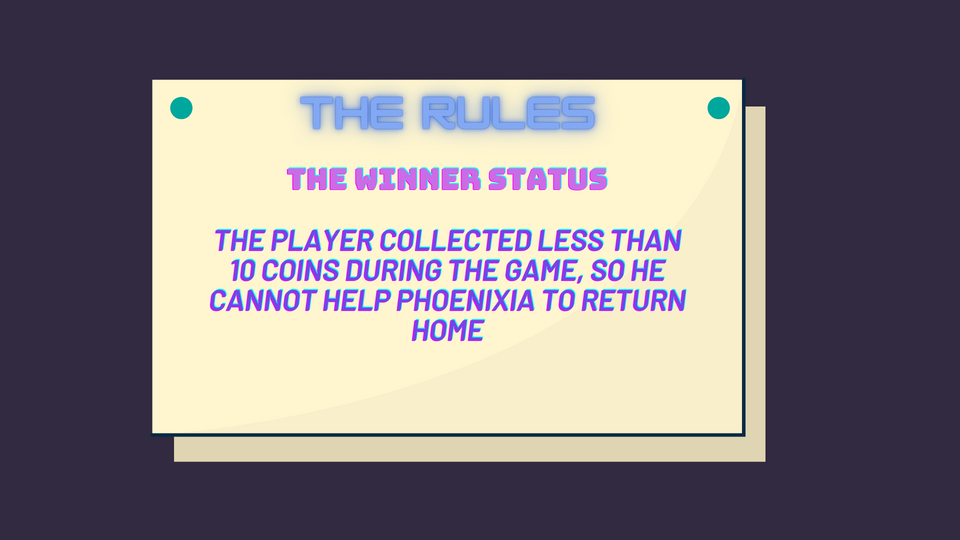 THE RULES
THE WINNER STATUS
THE PLAYER COLLECTED LESS THAN
10 COINS DURING THE GAME, SO HE
CANNOT HELP PHOENIXIA TO RETURN
HOME